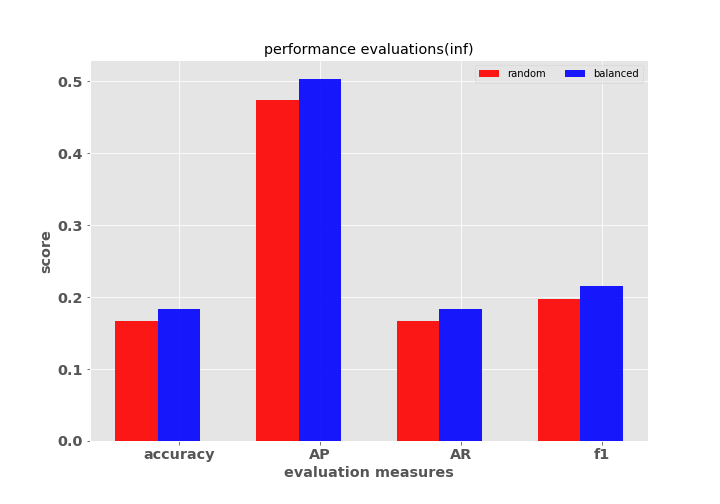 performance evaluations(inf)
random balanced
0.5
0.4
0.3
0.2
0.1
0.0
score
accuracy AP AR f1
evaluation measures